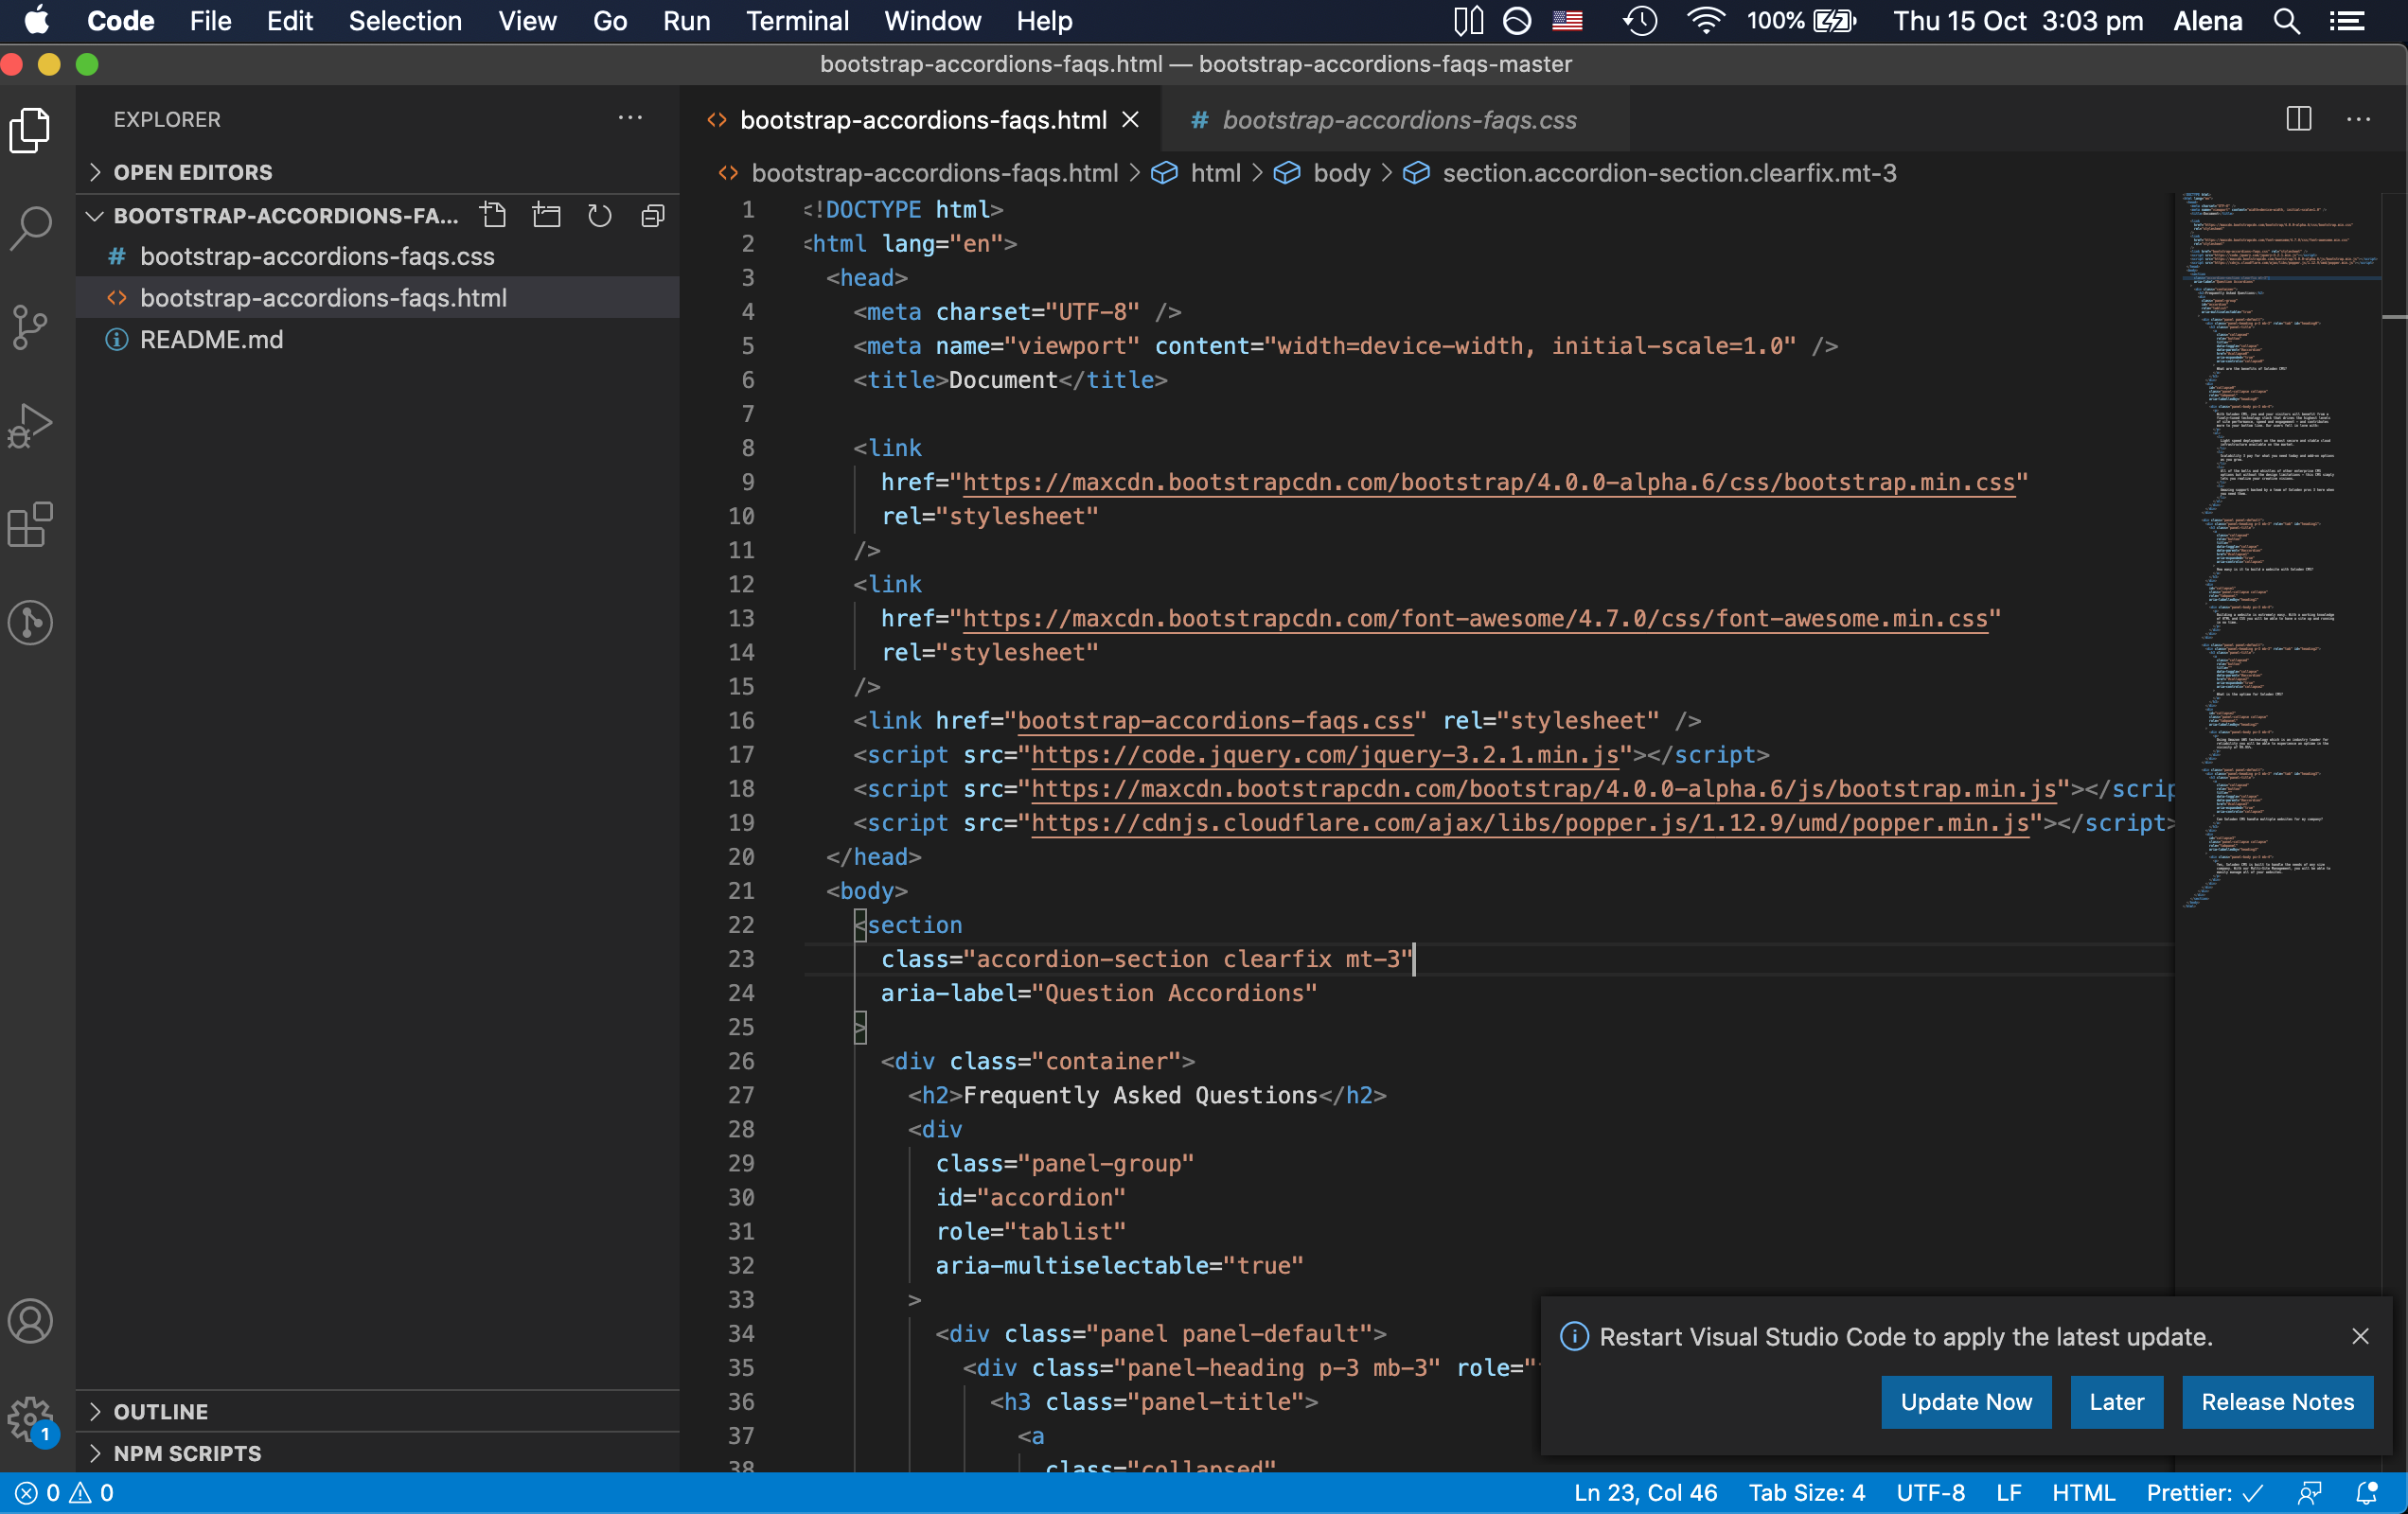 Code File Edit Selection View Go Run Terminal Window Help 100% Thu 15 Oct 3:03 pm Alena
bootstrap-accordions-faqs.html — bootstrap-accordions-faqs-master
EXPLORER
OPEN EDITORS
BOOTSTRAP-ACCORDIONS-FA...
# bootstrap-accordions-faqs.css
<> bootstrap-accordions-faqs.html
README.md
OUTLINE
NPM SCRIPTS
1
<> bootstrap-accordions-faqs.html # bootstrap-accordions-faqs.css
<> bootstrap-accordions-faqs.html > html > body > section.accordion-section.clearfix.mt-3
1 <!DOCTYPE html>
2 <html lang="en">
3 <head>
4 <meta charset="UTF-8" />
5 <meta name="viewport" content="width=device-width, initial-scale=1.0" />
6 <title>Document</title>
7
8 <link
9 href="https://maxcdn.bootstrapcdn.com/bootstrap/4.0.0-alpha.6/css/bootstrap.min.css"
10 rel="stylesheet"
11 />
12 <link
13 href="https://maxcdn.bootstrapcdn.com/font-awesome/4.7.0/css/font-awesome.min.css"
14 rel="stylesheet"
15 />
16 <link href="bootstrap-accordions-faqs.css" rel="stylesheet" />
17 <script src="https://code.jquery.com/jquery-3.2.1.min.js"></script>
18 <script src="https://maxcdn.bootstrapcdn.com/bootstrap/4.0.0-alpha.6/js/bootstrap.min.js"></scrip
19 <script src="https://cdnjs.cloudflare.com/ajax/libs/popper.js/1.12.9/umd/popper.min.js"></script>
20 </head>
21 <body>
22 <section
23 class="accordion-section clearfix mt-3"
24 aria-label="Question Accordions"
25 >
26 <div class="container">
27 <h2>Frequently Asked Questions</h2>
28 <div
29 class="panel-group"
30 id="accordion"
31 role="tablist"
32 aria-multiselectable="true"
33 >
34 <div class="panel panel-default">
35 <div class="panel-heading p-3 mb-3" role="
36 <h3 class="panel-title">
37 <a
38 class="collapsed"
Restart Visual Studio Code to apply the latest update.
Update Now Later Release Notes
0 0 Ln 23, Col 46 Tab Size: 4 UTF-8 LF HTML Prettier: ✓